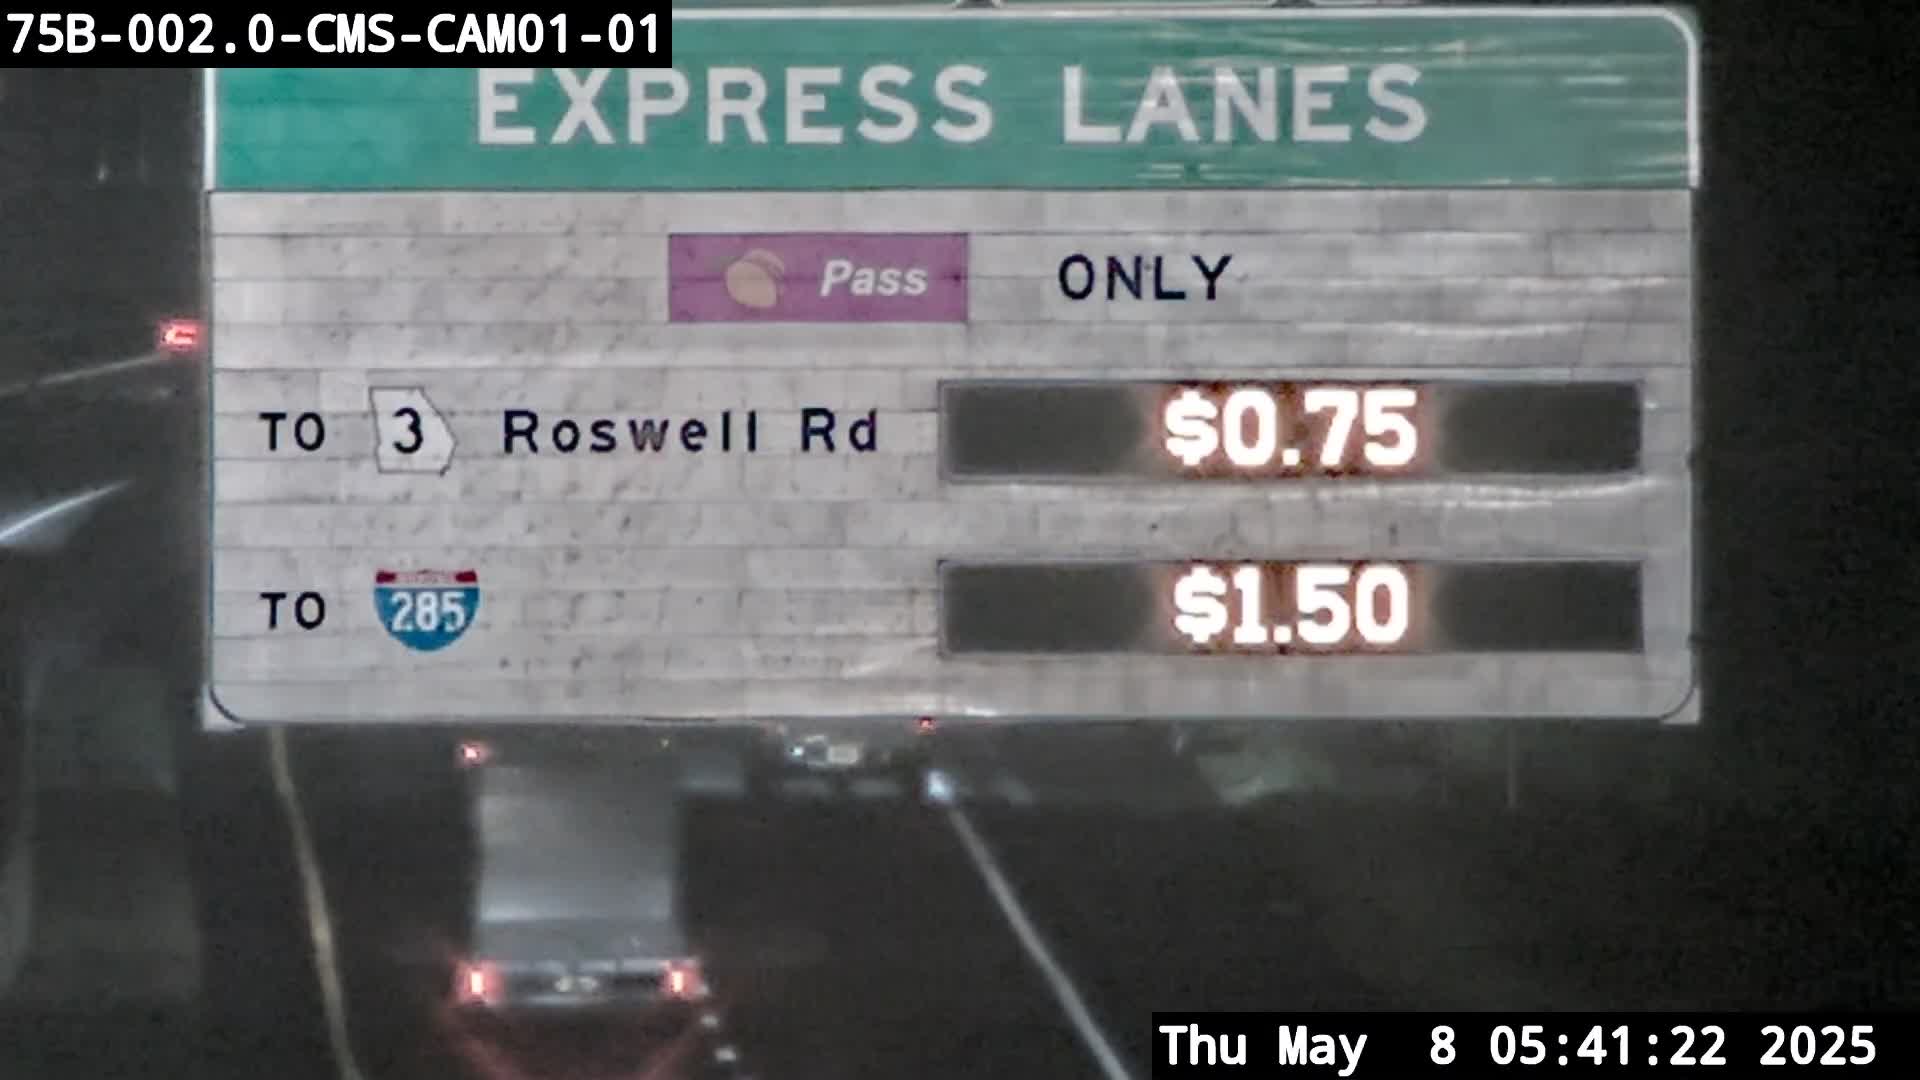 75B-002.0-CMS-CAM01-01
EXPRESS LANES
Pass ONLY
TO 3 Roswell Rd $0.75
TO 285 $1.50
Thu May 8 05:41:22 2025